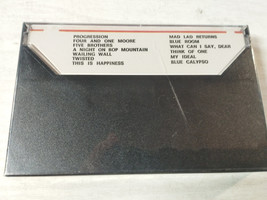 PROGRESSION
FOUR AND ONE MOORE
FIVE BROTHERS
A NIGHT ON BOP MOUNTAIN
WAILING WALL
TWISTED
THIS IS HAPPINESS
MAD LAD RETURNS
BLUE ROOM
WHAT CAN I SAY, DEAR
THINK OF ONE
MY IDEAL
BLUE CALYPSO